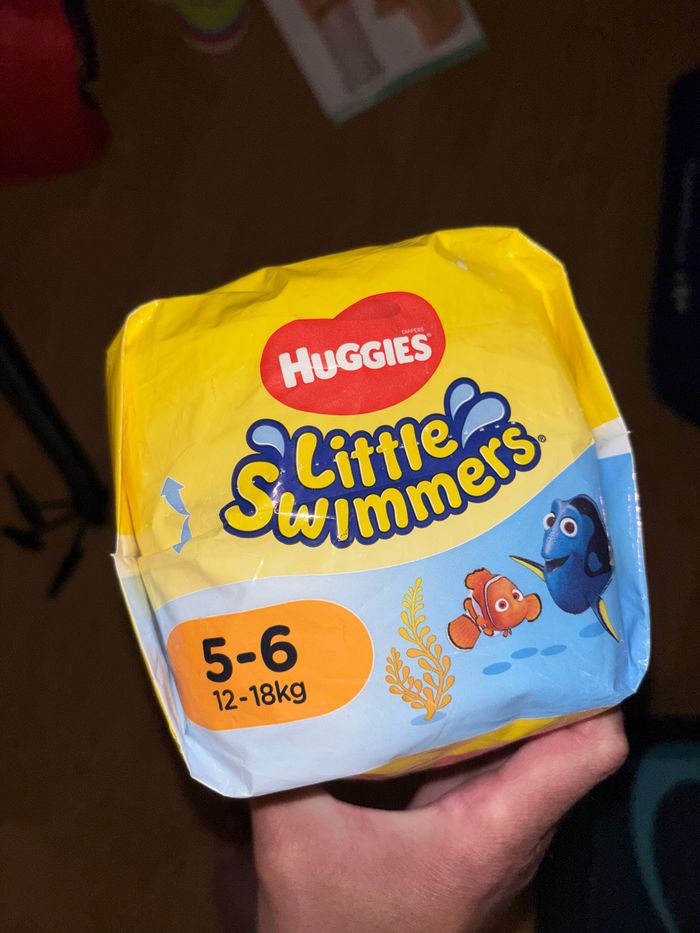 DIAPERS
HUGGIES®
Little
Swimmers®
5-6
12-18kg